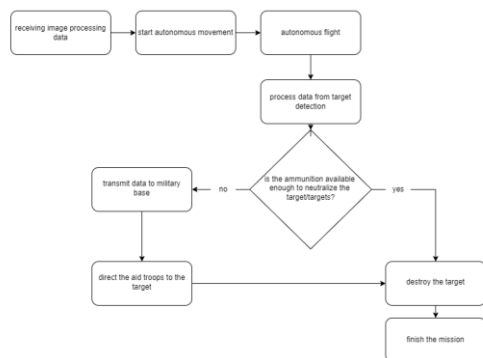 receiving image processing
data
start autonomous movement
autonomous flight
process data from target
detection
is the ammunition available
enough to neutralize the
target/targets?
no
yes
transmit data to military
base
direct the aid troops to the
target
destroy the target
finish the mission